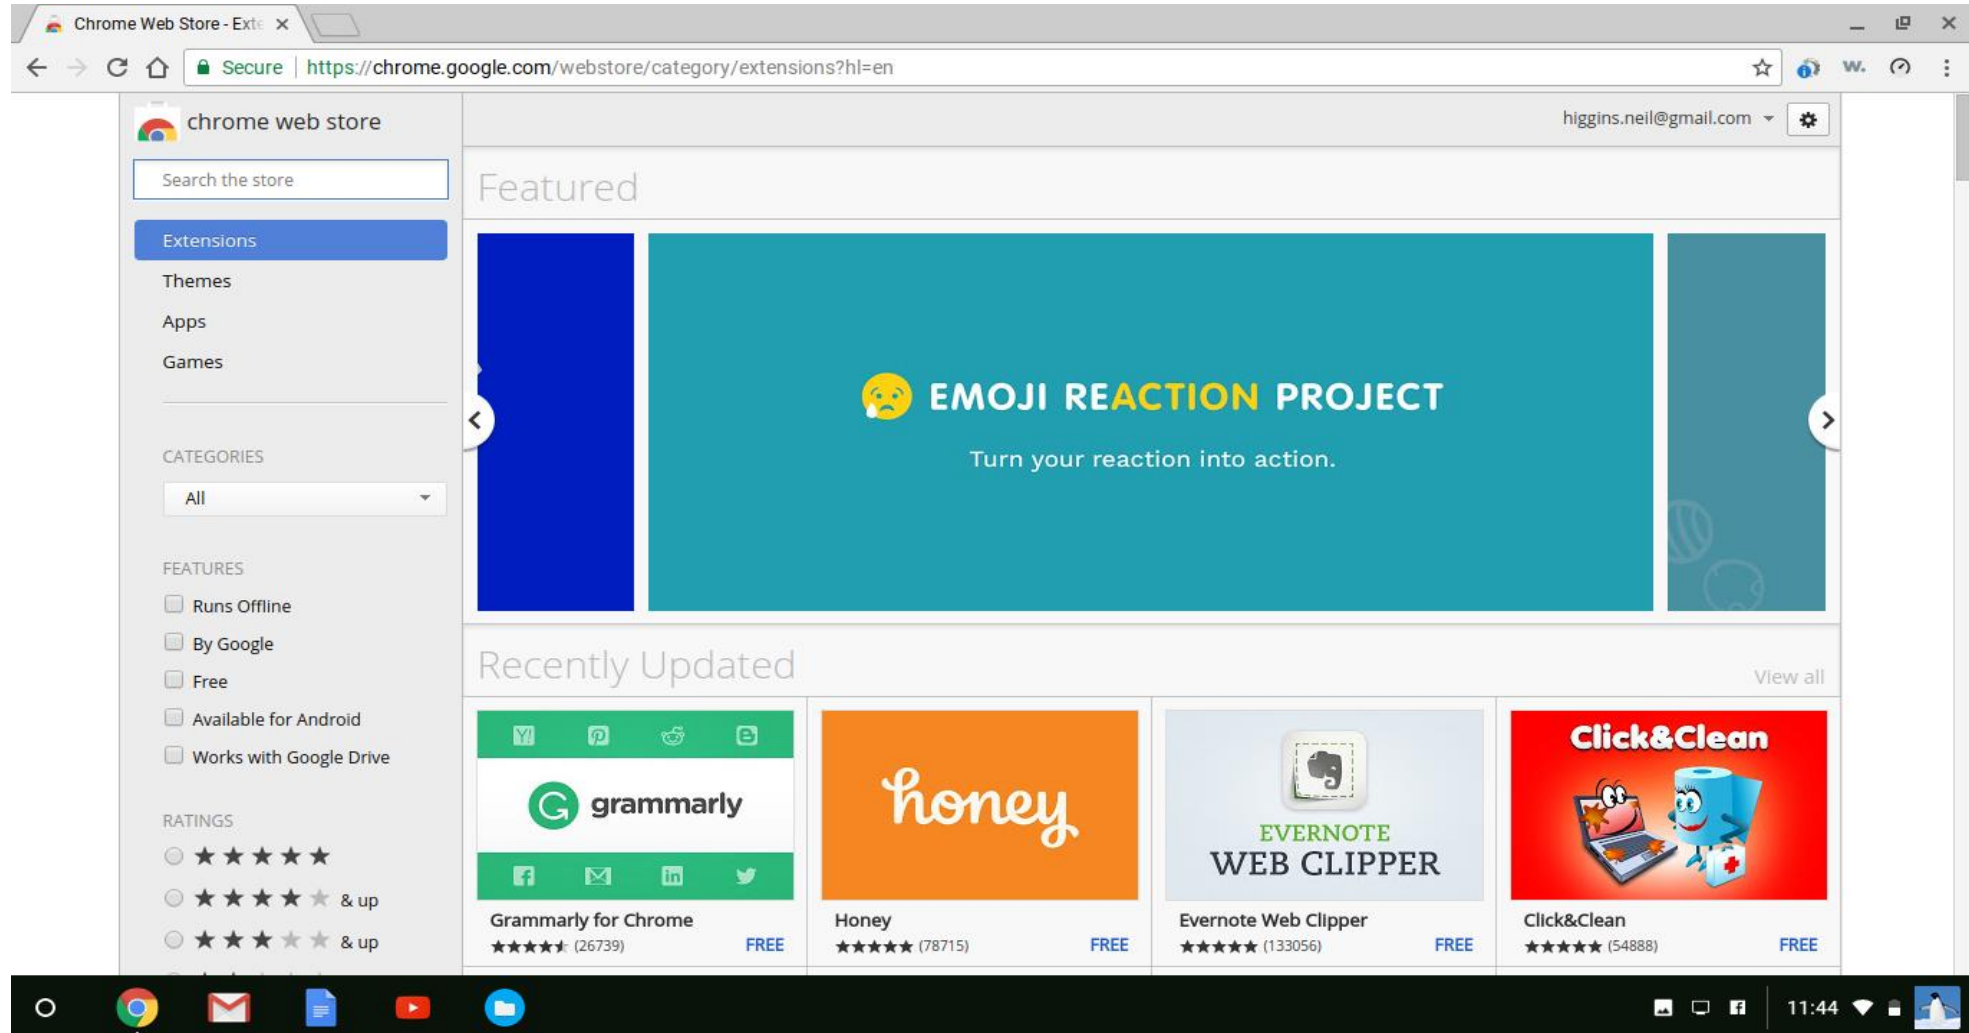 Chrome Web Store - Exte
Secure | https://chrome.google.com/webstore/category/extensions?hl=en
w.
chrome web store
higgins.neil@gmail.com
Search the store
Extensions
Themes
Apps
Games
CATEGORIES
All
FEATURES
Runs Offline
By Google
Free
Available for Android
Works with Google Drive
RATINGS
& up
& up
Featured
EMOJI REACTION PROJECT
Turn your reaction into action.
Recently Updated
View all
grammarly
Grammarly for Chrome
(26739) FREE
honey
Honey
(78715) FREE
EVERNOTE
WEB CLIPPER
Evernote Web Clipper
(133056) FREE
Click&Clean
Click&Clean
(54888) FREE
11:44